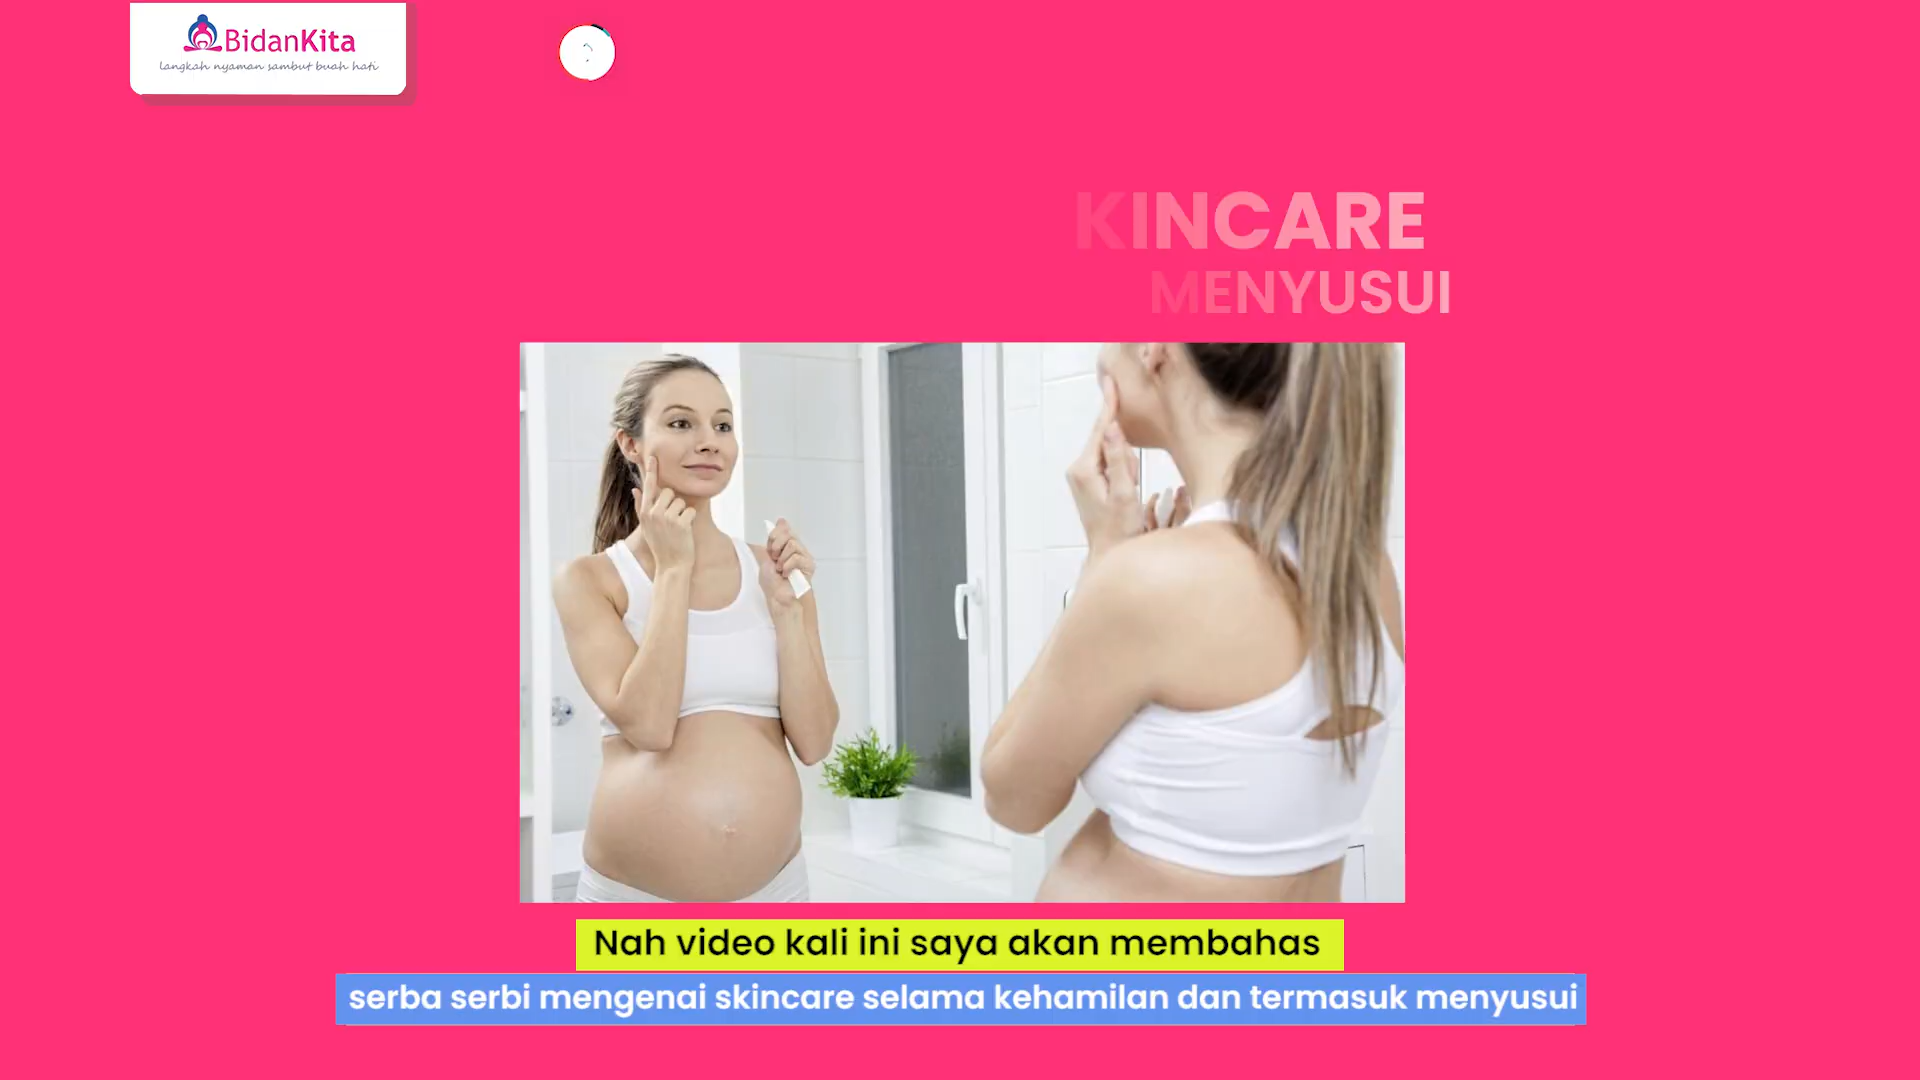 BidanKita
langkah nyaman sambut buah hati
KINCARE
MENYUSUI
Nah video kali ini saya akan membahas
serba serbi mengenai skincare selama kehamilan dan termasuk menyusui